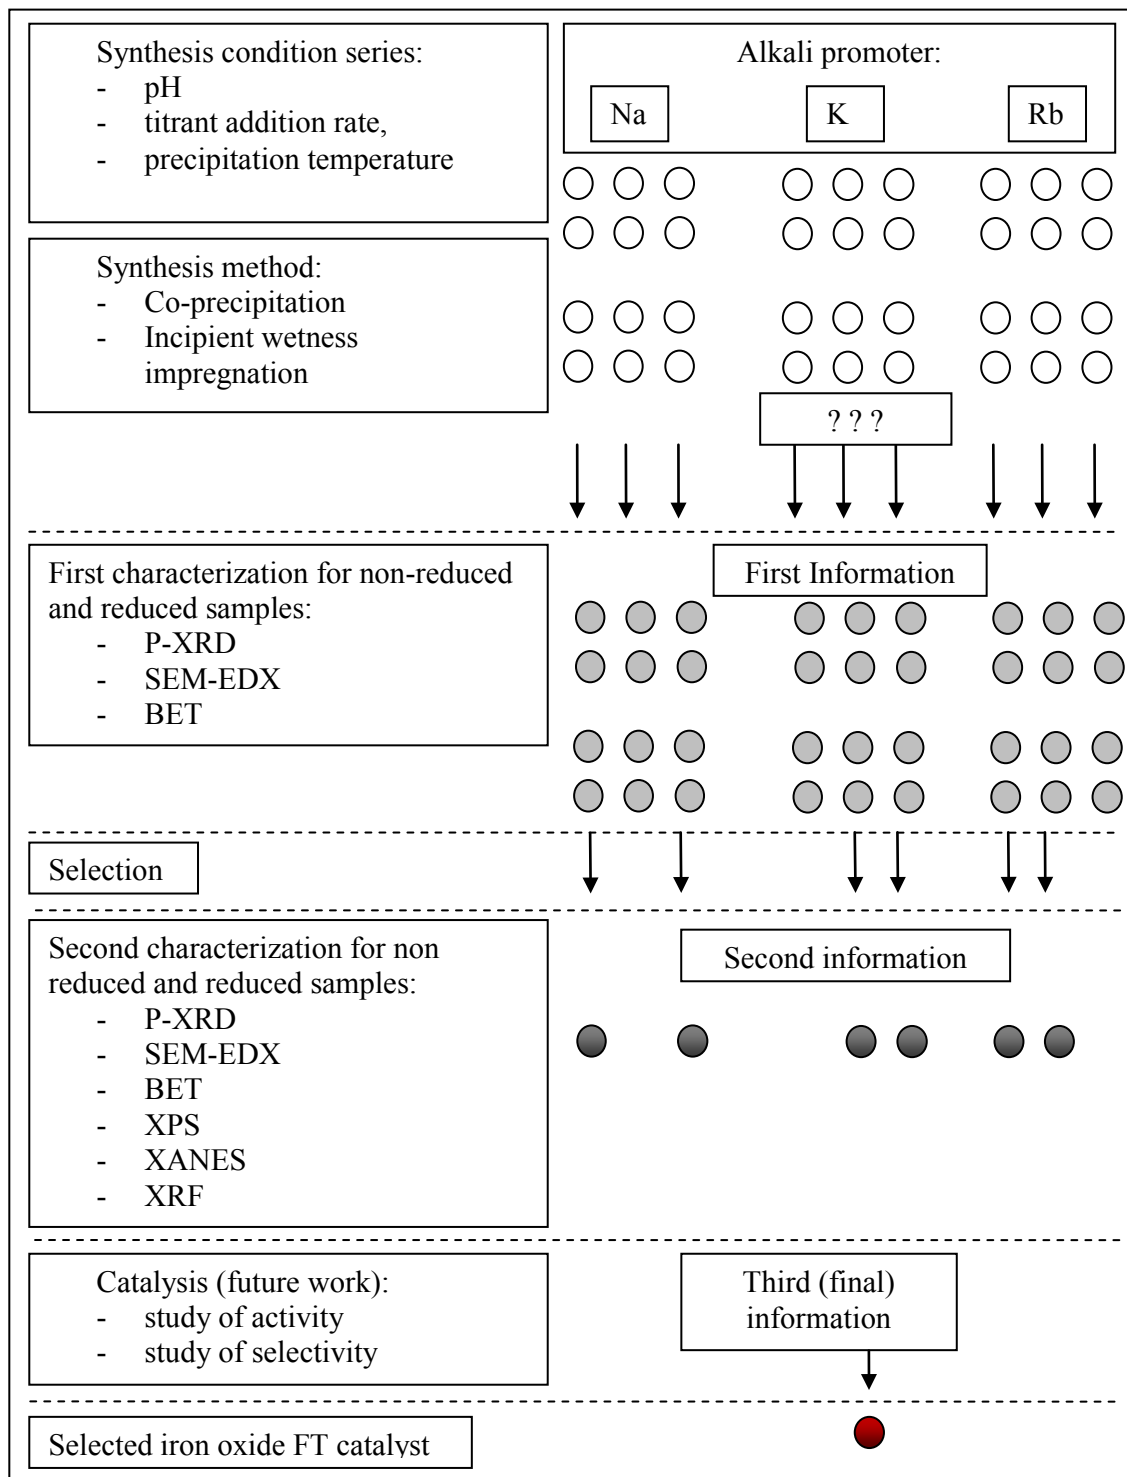 Synthesis condition series:
- pH
- titrant addition rate,
- precipitation temperature
Alkali promoter:
Na
K
Rb
Synthesis method:
- Co-precipitation
- Incipient wetness
impregnation
? ? ?
First characterization for non-reduced
and reduced samples:
- P-XRD
- SEM-EDX
- BET
First Information
Selection
Second characterization for non
reduced and reduced samples:
- P-XRD
- SEM-EDX
- BET
- XPS
- XANES
- XRF
Second information
Catalysis (future work):
- study of activity
- study of selectivity
Third (final)
information
Selected iron oxide FT catalyst